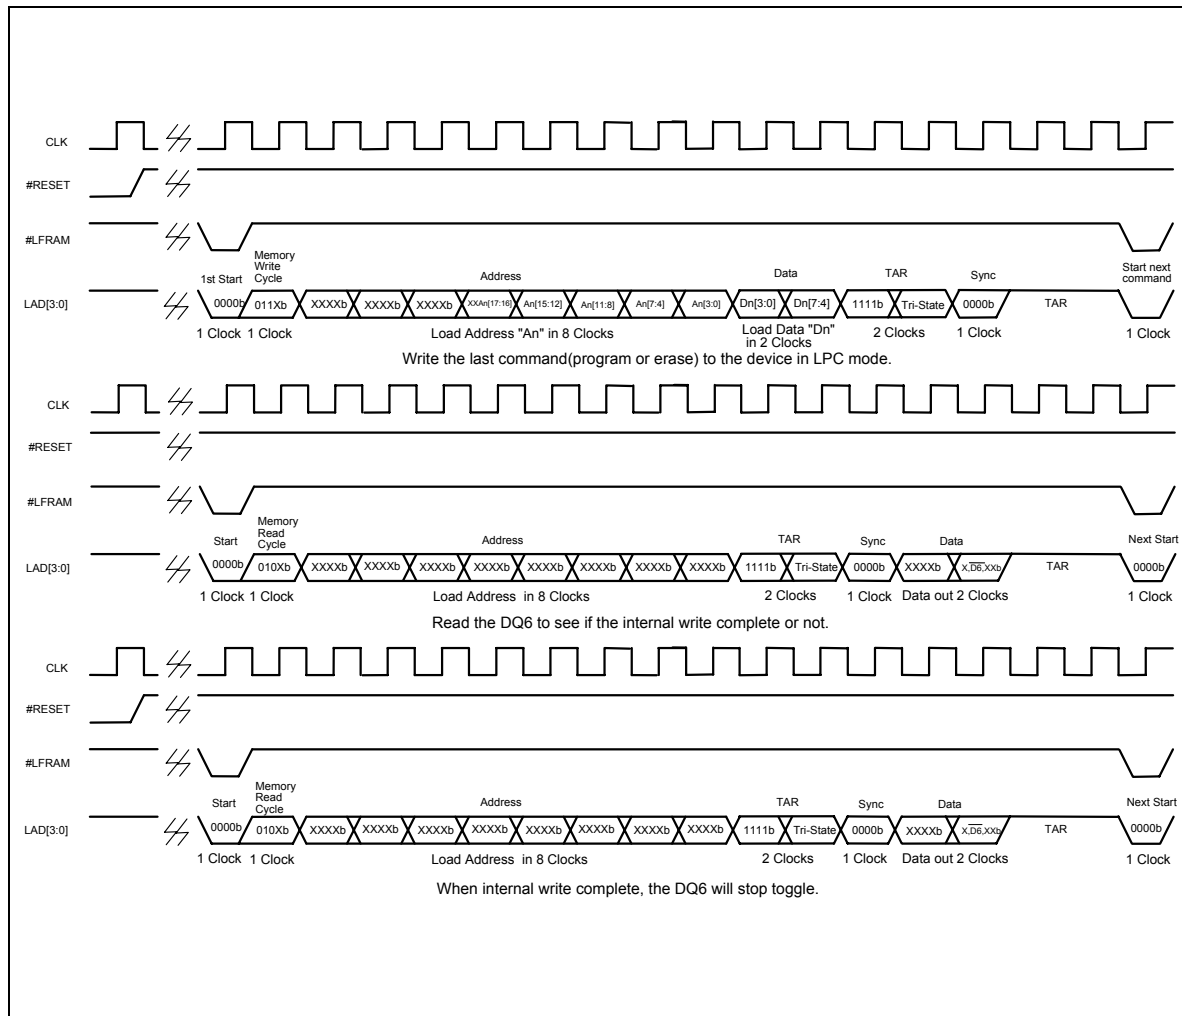 CLK
#RESET
#LFRAM
1st Start
Memory
Write
Cycle
Address
Data
TAR
Sync
Start next
command
LAD[3:0]
0000b
011Xb
XXXXb
XXXXb
XXXXb
XXAn[17:16]
An[15:12]
An[11:8]
An[7:4]
An[3:0]
Dn[3:0]
Dn[7:4]
1111b
Tri-State
0000b
TAR
1 Clock
1 Clock
Load Address "An" in 8 Clocks
Load Data "Dn"
in 2 Clocks
2 Clocks
1 Clock
1 Clock
Write the last command(program or erase) to the device in LPC mode.
CLK
#RESET
#LFRAM
Start
Memory
Read
Cycle
Address
TAR
Sync
Data
Next Start
LAD[3:0]
0000b
010Xb
XXXXb
XXXXb
XXXXb
XXXXb
XXXXb
XXXXb
XXXXb
XXXXb
1111b
Tri-State
0000b
XXXXb
X,D6,XXb
TAR
0000b
1 Clock
1 Clock
Load Address in 8 Clocks
2 Clocks
1 Clock
Data out 2 Clocks
1 Clock
Read the DQ6 to see if the internal write complete or not.
CLK
#RESET
#LFRAM
Start
Memory
Read
Cycle
Address
TAR
Sync
Data
Next Start
LAD[3:0]
0000b
010Xb
XXXXb
XXXXb
XXXXb
XXXXb
XXXXb
XXXXb
XXXXb
XXXXb
1111b
Tri-State
0000b
XXXXb
X,D6,XXb
TAR
0000b
1 Clock
1 Clock
Load Address in 8 Clocks
2 Clocks
1 Clock
Data out 2 Clocks
1 Clock
When internal write complete, the DQ6 will stop toggle.